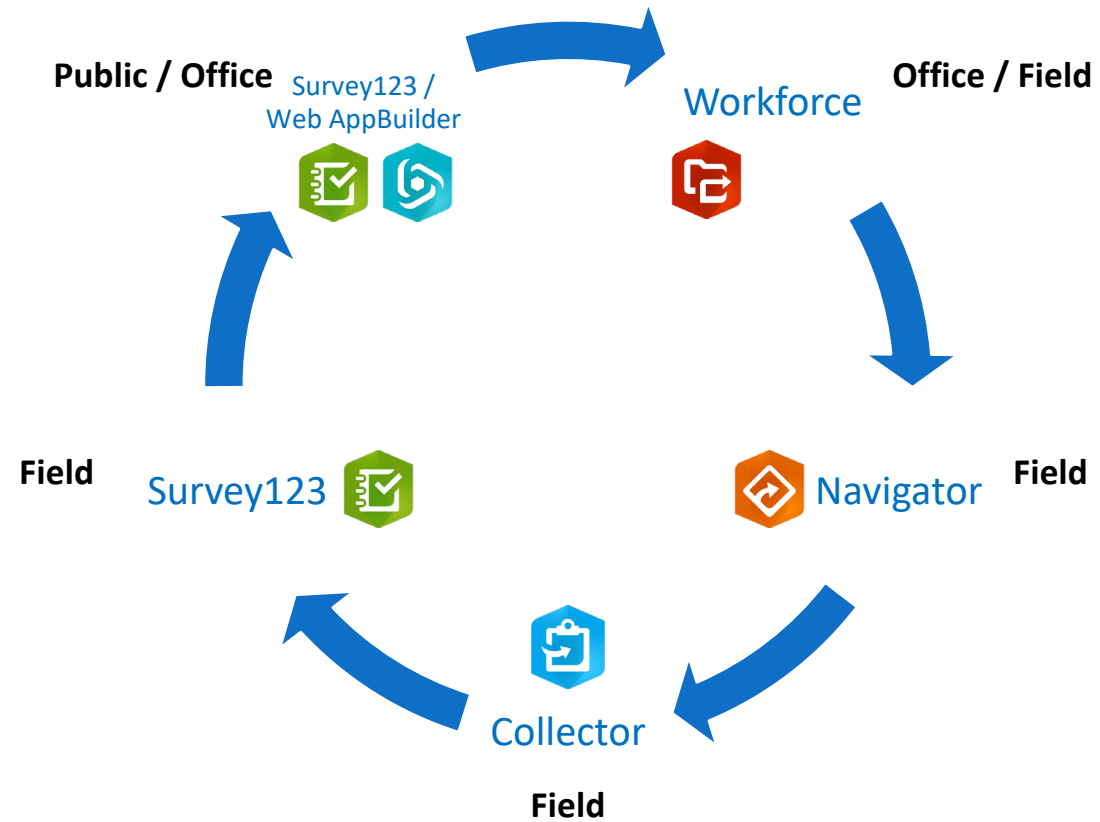 Public / Office
Survey123 /
Web AppBuilder
Workforce
Office / Field
Field
Survey123
Navigator
Field
Collector
Field